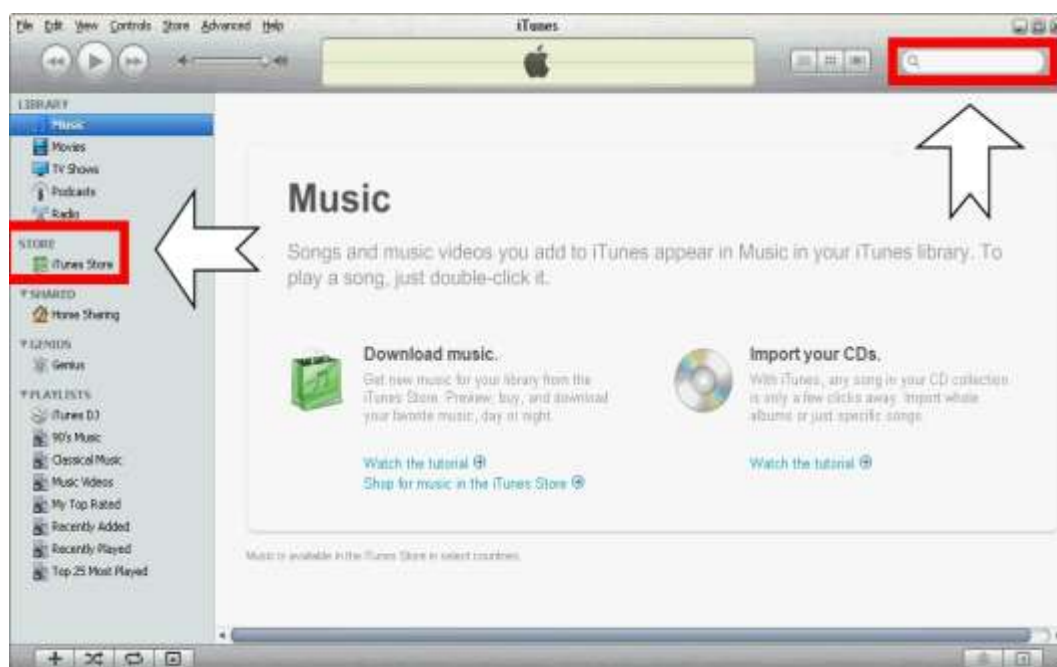 File Edit View Controls Store Advanced Help
iTunes
LIBRARY
Music
Movies
TV Shows
Podcasts
Radio
STORE
iTunes Store
SHARED
Home Sharing
GENIUS
Genius
PLAYLISTS
iTunes DJ
90's Music
Classical Music
Music Videos
My Top Rated
Recently Added
Recently Played
Top 25 Most Played
Music
Songs and music videos you add to iTunes appear in Music in your iTunes library. To
play a song, just double-click it.
Download music.
Get new music for your library from the
iTunes Store. Preview, buy, and download
your favorite music, day or night.
Watch the tutorial
Shop for music in the iTunes Store
Import your CDs.
With iTunes, any song in your CD collection
is only a few clicks away. Import whole
albums or just specific songs.
Watch the tutorial
Music is available in the iTunes Store in select countries.